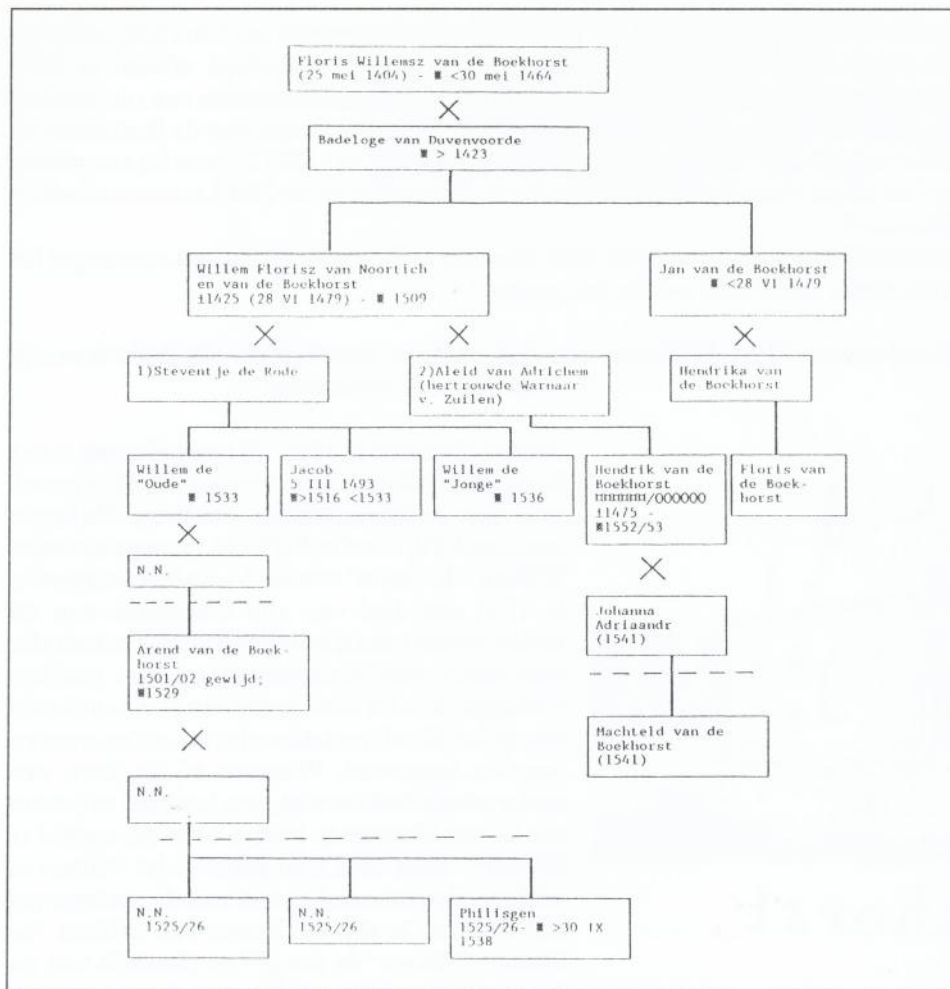 Floris Willemsz van de Boekhorst
(25 mei 1404) - ■ <30 mei 1464
Badeloge van Duvenvoorde
■ > 1423
Willem Florisz van Noortich
en van de Boekhorst
±1425 (28 VI 1479) - ■ 1509
Jan van de Boekhorst
■ <28 VI 1479
1)Steventje de Rode
2)Aleid van Adrichem
(hertrouwde Warnaar
v. Zuilen)
Hendrika van
de Boekhorst
Willem de
"Oude"
■ 1533
Jacob
5 III 1493
■>1516 <1533
Willem de
"Jonge"
■ 1536
Hendrik van de
Boekhorst
/OOOOOO
±1475 -
■1552/53
Floris van
de Boek-
horst
N.N.
Johanna
Adriaandr
(1541)
Arend van de Boek-
horst
1501/02 gewijd;
■1529
Machteld van de
Boekhorst
(1541)
N.N.
N.N.
1525/26
N.N.
1525/26
Philisgen
1525/26- ■ >30 IX
1538